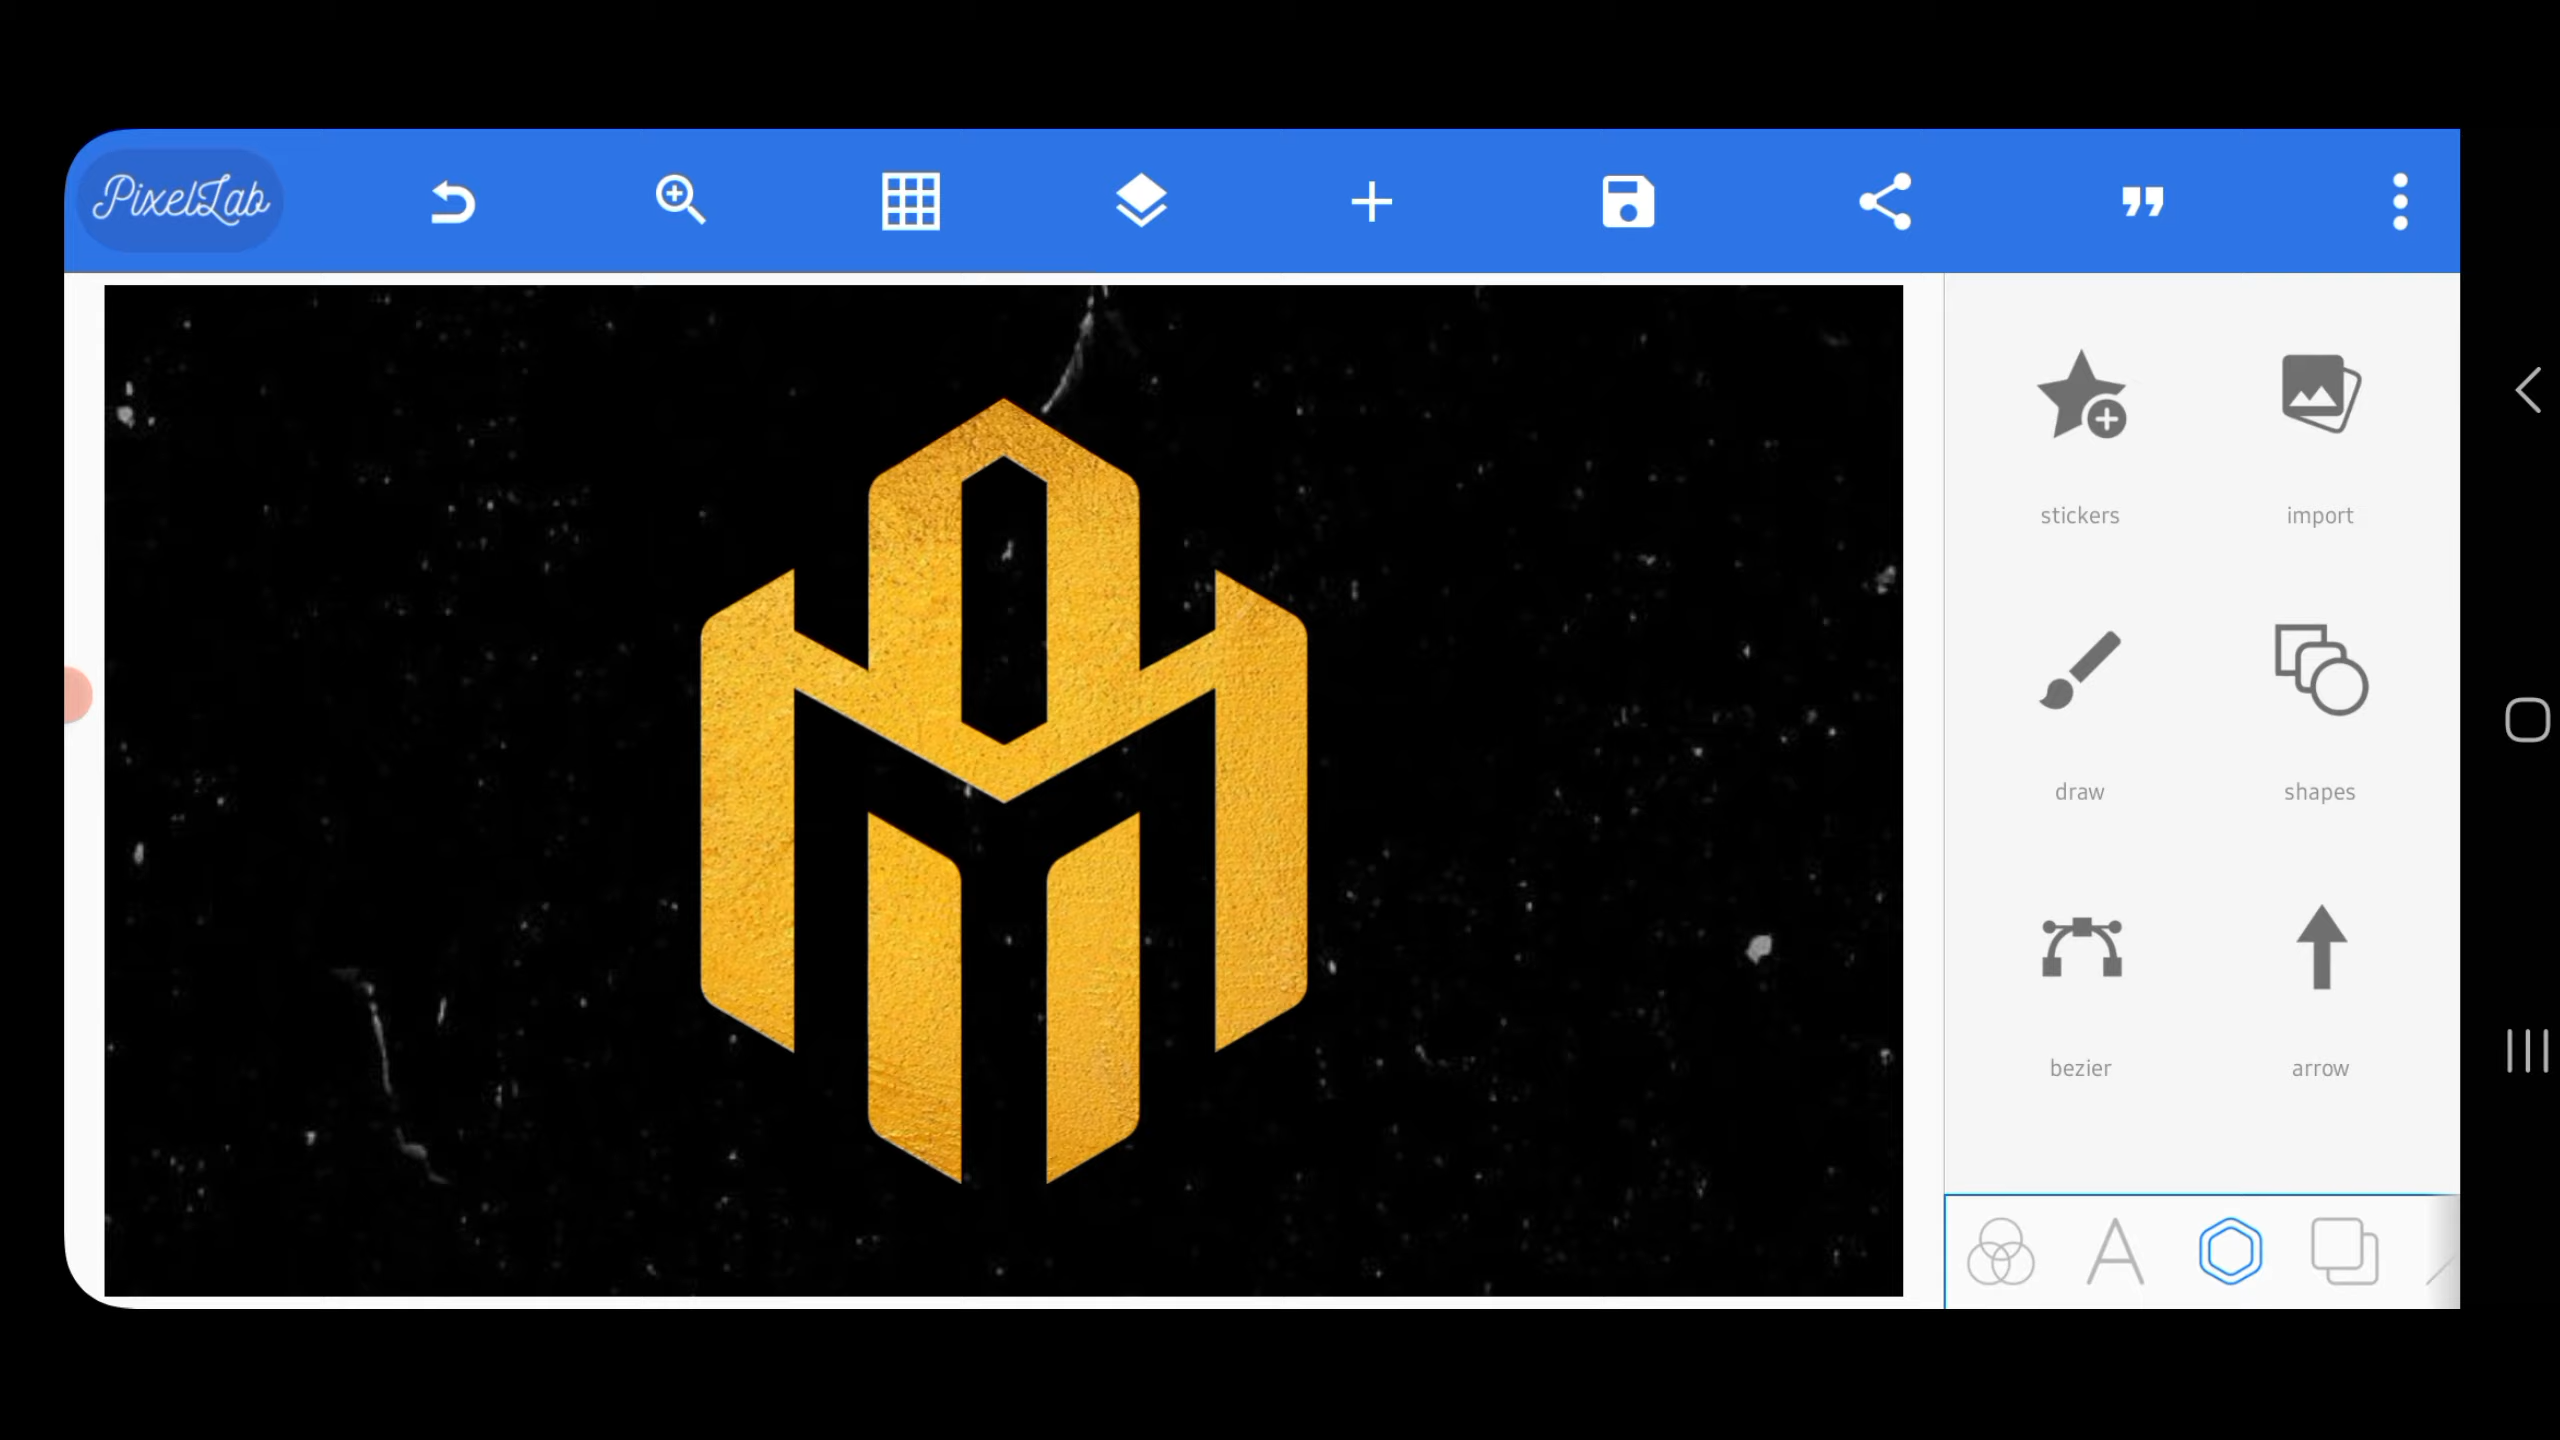 PixelLab
stickers
import
draw
shapes
bezier
arrow